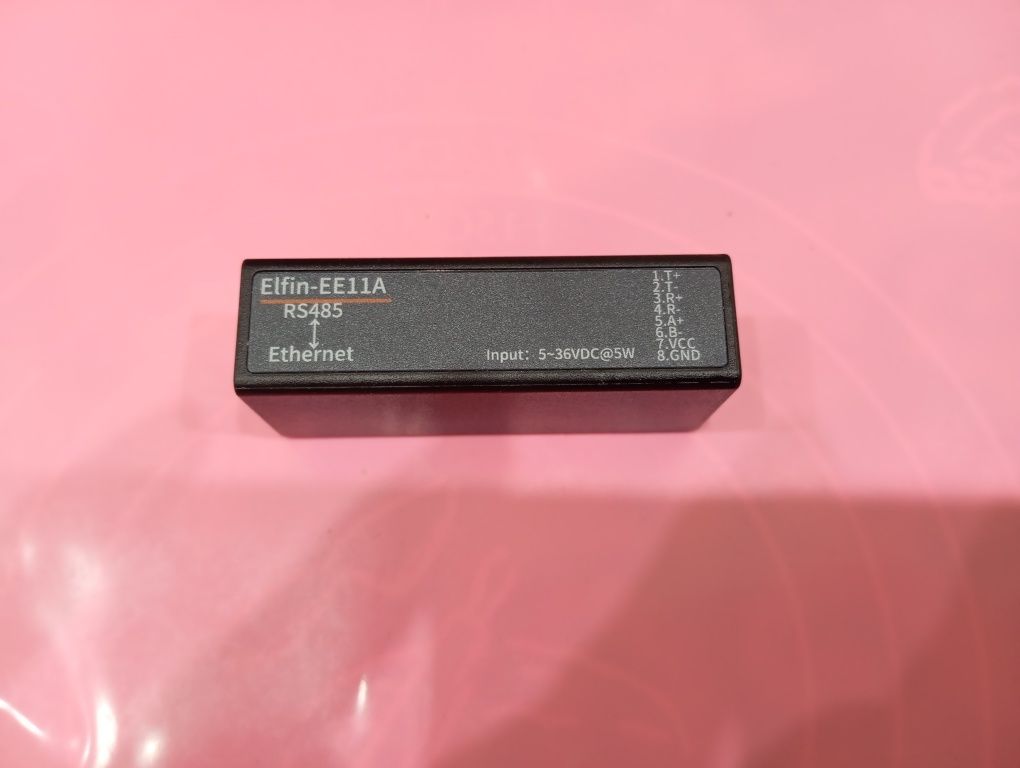 Elfin-EE11A
RS485
Ethernet
Input: 5~36VDC@5W
1.T+
2.T-
3.R+
4.R-
5.A+
6.B-
7.VCC
8.GND